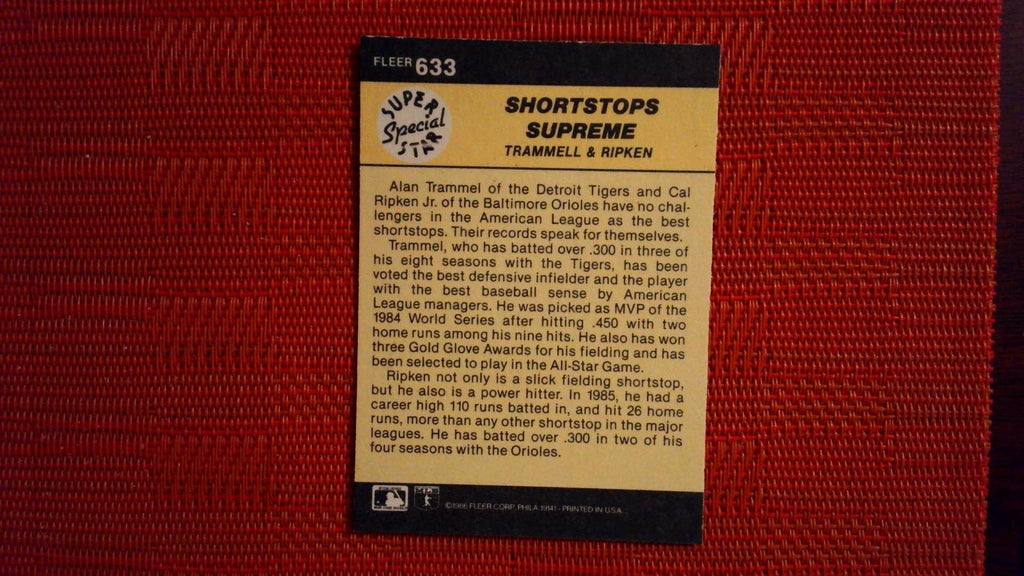 FLEER 633
SUPER
Special
STAR
SHORTSTOPS
SUPREME
TRAMMELL & RIPKEN
Alan Trammel of the Detroit Tigers and Cal
Ripken Jr. of the Baltimore Orioles have no chal-
lengers in the American League as the best
shortstops. Their records speak for themselves.
Trammel, who has batted over .300 in three of
his eight seasons with the Tigers, has been
voted the best defensive infielder and the player
with the best baseball sense by American
League managers. He was picked as MVP of the
1984 World Series after hitting .450 with two
home runs among his nine hits. He also has won
three Gold Glove Awards for his fielding and has
been selected to play in the All-Star Game.
Ripken not only is a slick fielding shortstop,
but he also is a power hitter. In 1985, he had a
career high 110 runs batted in, and hit 26 home
runs, more than any other shortstop in the major
leagues. He has batted over .300 in two of his
four seasons with the Orioles.
©1986 FLEER CORP. PHILA. 19141 - PRINTED IN U.S.A.